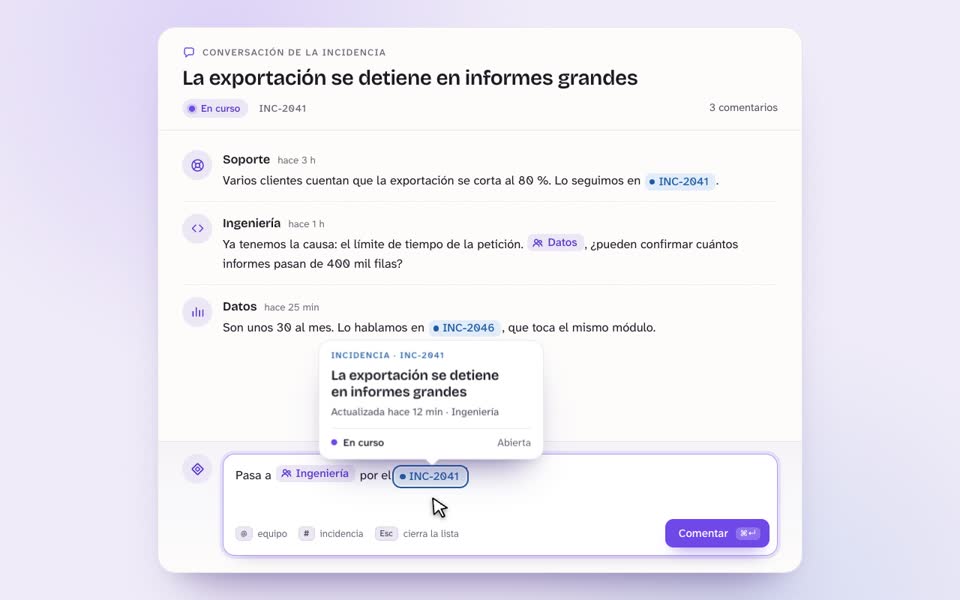 CONVERSACIÓN DE LA INCIDENCIA
La exportación se detiene en informes grandes
En curso INC-2041 3 comentarios
Soporte hace 3 h
Varios clientes cuentan que la exportación se corta al 80 %. Lo seguimos en INC-2041.
Ingeniería hace 1 h
Ya tenemos la causa: el límite de tiempo de la petición. Datos, ¿pueden confirmar cuántos
informes pasan de 400 mil filas?
Datos hace 25 min
Son unos 30 al mes. Lo hablamos en INC-2046, que toca el mismo módulo.
INCIDENCIA · INC-2041
La exportación se detiene
en informes grandes
Actualizada hace 12 min · Ingeniería
En curso Abierta
Pasa a Ingeniería por el INC-2041
@ equipo # incidencia Esc cierra la lista Comentar ⌘↵